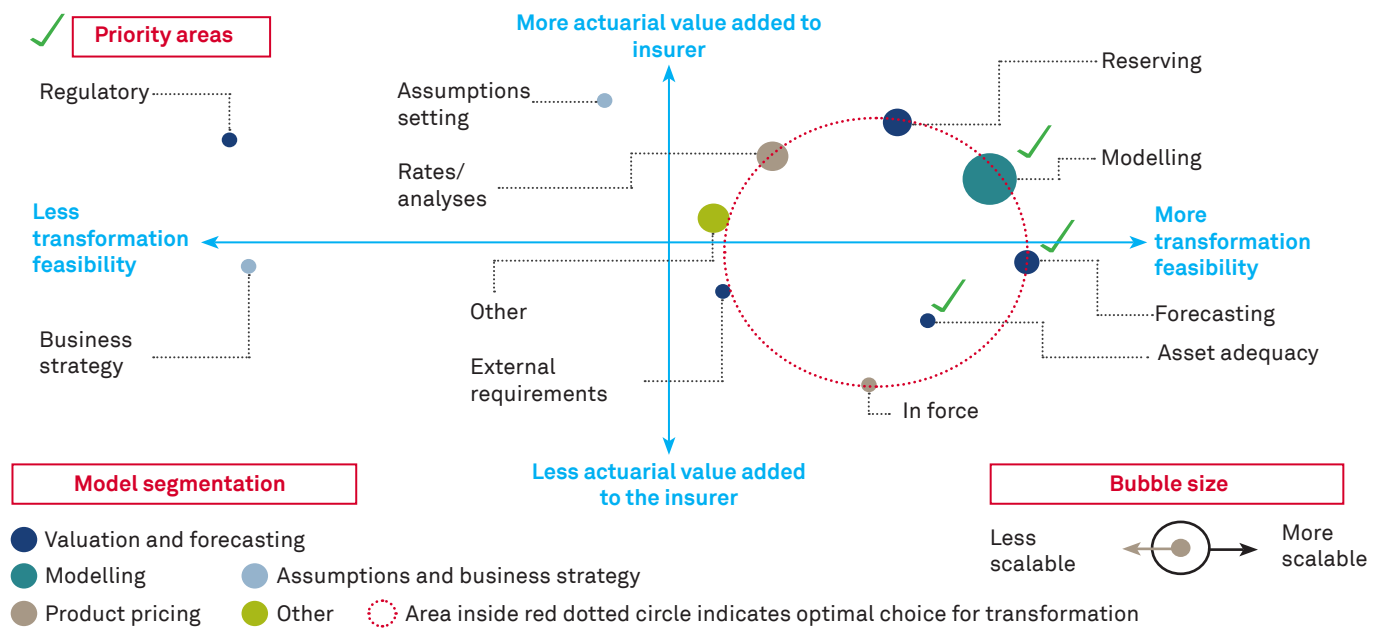 Priority areas
More actuarial value added to
insurer
Regulatory
Assumptions
setting
Reserving
Rates/
analyses
Modelling
Less
transformation
feasibility
More
transformation
feasibility
Other
Forecasting
Business
strategy
External
requirements
Asset adequacy
In force
Less actuarial value added
to the insurer
Model segmentation
Bubble size
Valuation and forecasting
Modelling
Assumptions and business strategy
Product pricing
Other
Area inside red dotted circle indicates optimal choice for transformation
Less
scalable
More
scalable